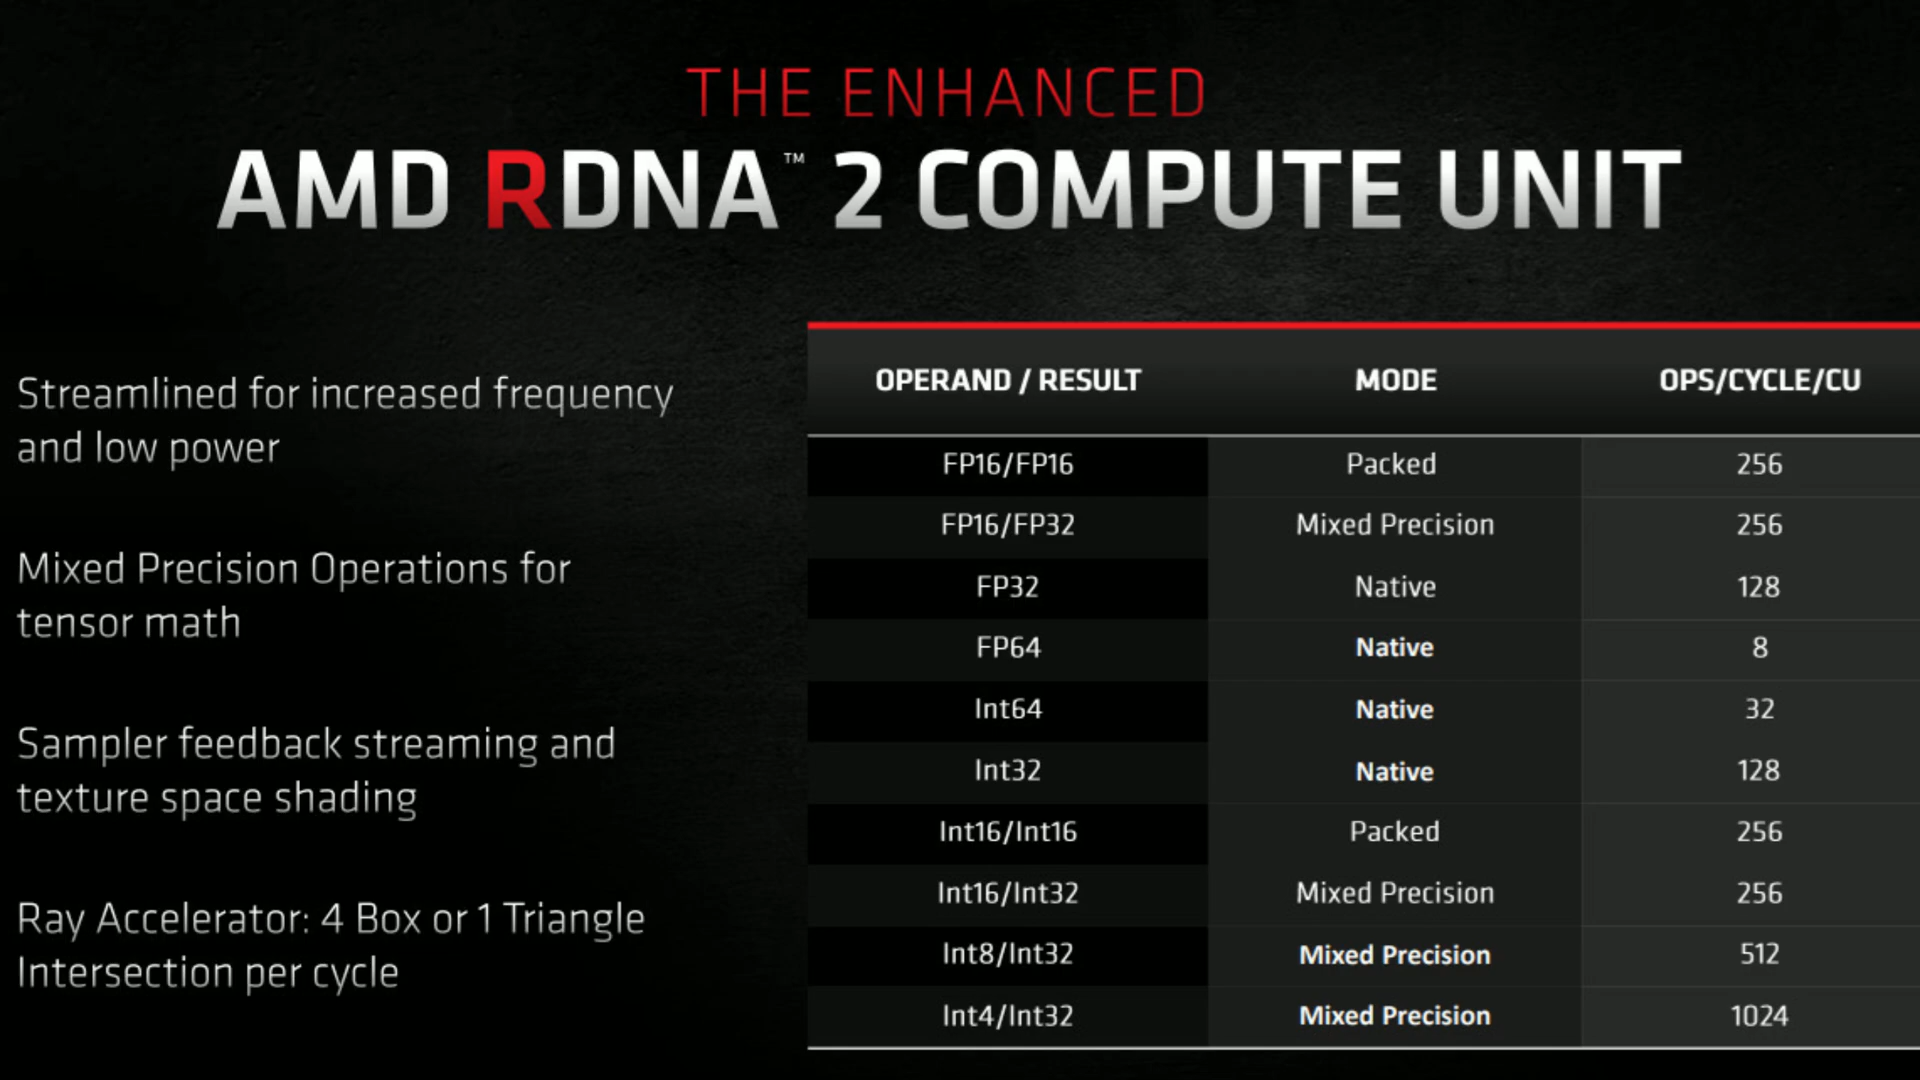 THE ENHANCED
AMD RDNA™ 2 COMPUTE UNIT
Streamlined for increased frequency
and low power
Mixed Precision Operations for
tensor math
Sampler feedback streaming and
texture space shading
Ray Accelerator: 4 Box or 1 Triangle
Intersection per cycle
OPERAND / RESULT MODE OPS/CYCLE/CU
FP16/FP16 Packed 256
FP16/FP32 Mixed Precision 256
FP32 Native 128
FP64 Native 8
Int64 Native 32
Int32 Native 128
Int16/Int16 Packed 256
Int16/Int32 Mixed Precision 256
Int8/Int32 Mixed Precision 512
Int4/Int32 Mixed Precision 1024